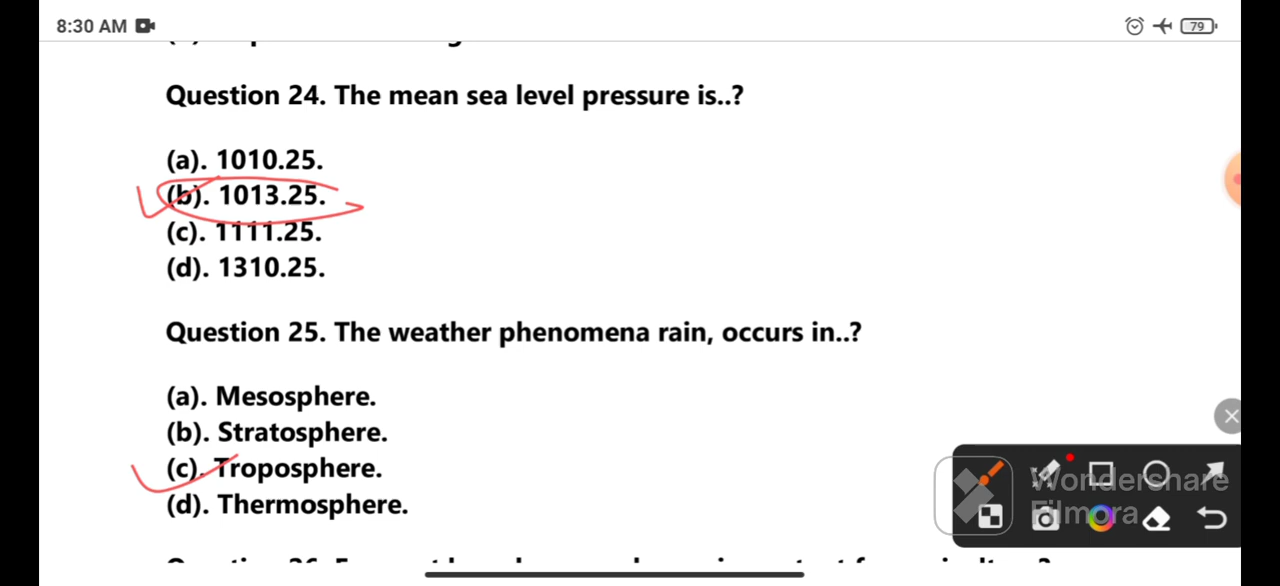 8:30 AM
79
Question 24. The mean sea level pressure is..?
(a). 1010.25.
(b). 1013.25.
(c). 1111.25.
(d). 1310.25.
Question 25. The weather phenomena rain, occurs in..?
(a). Mesosphere.
(b). Stratosphere.
(c). Troposphere.
(d). Thermosphere.
Wondershare
Filmora